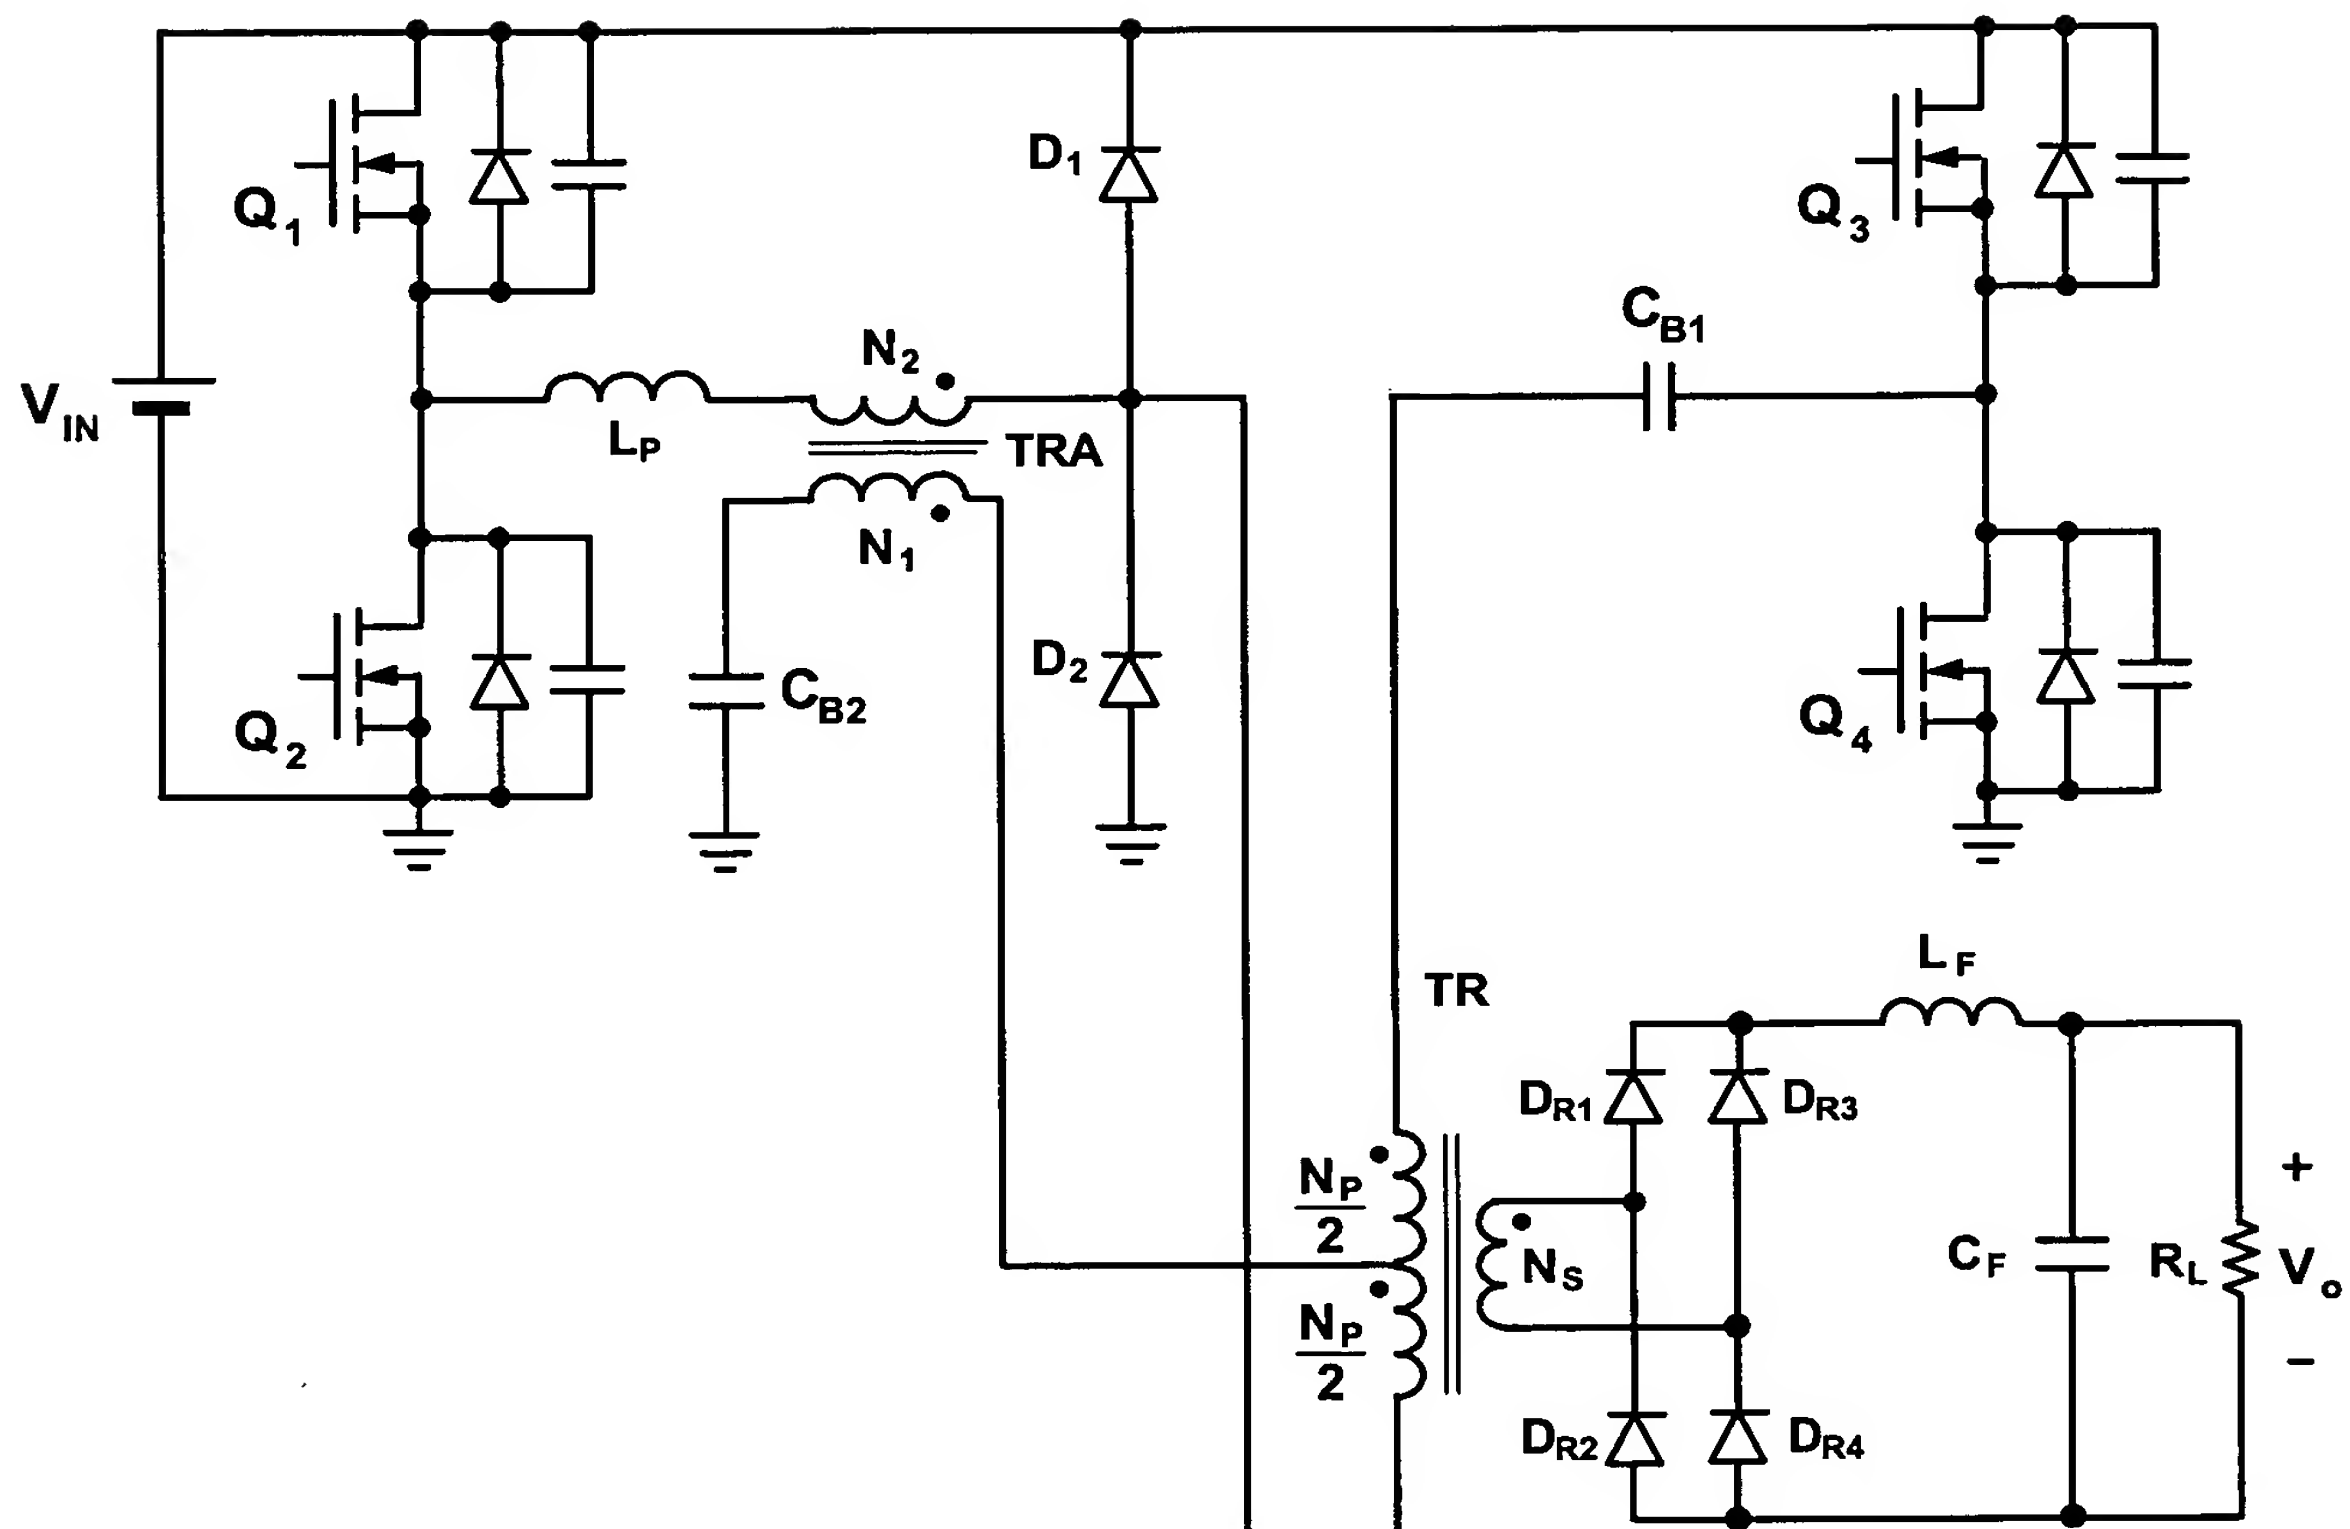 D1
Q1
Q3
CB1
N2
VIN
LP
TRA
N1
D2
CB2
Q2
Q4
LF
TR
DR1
DR3
NP
2
NS
CF
RL
+
Vo
−
NP
2
DR2
DR4